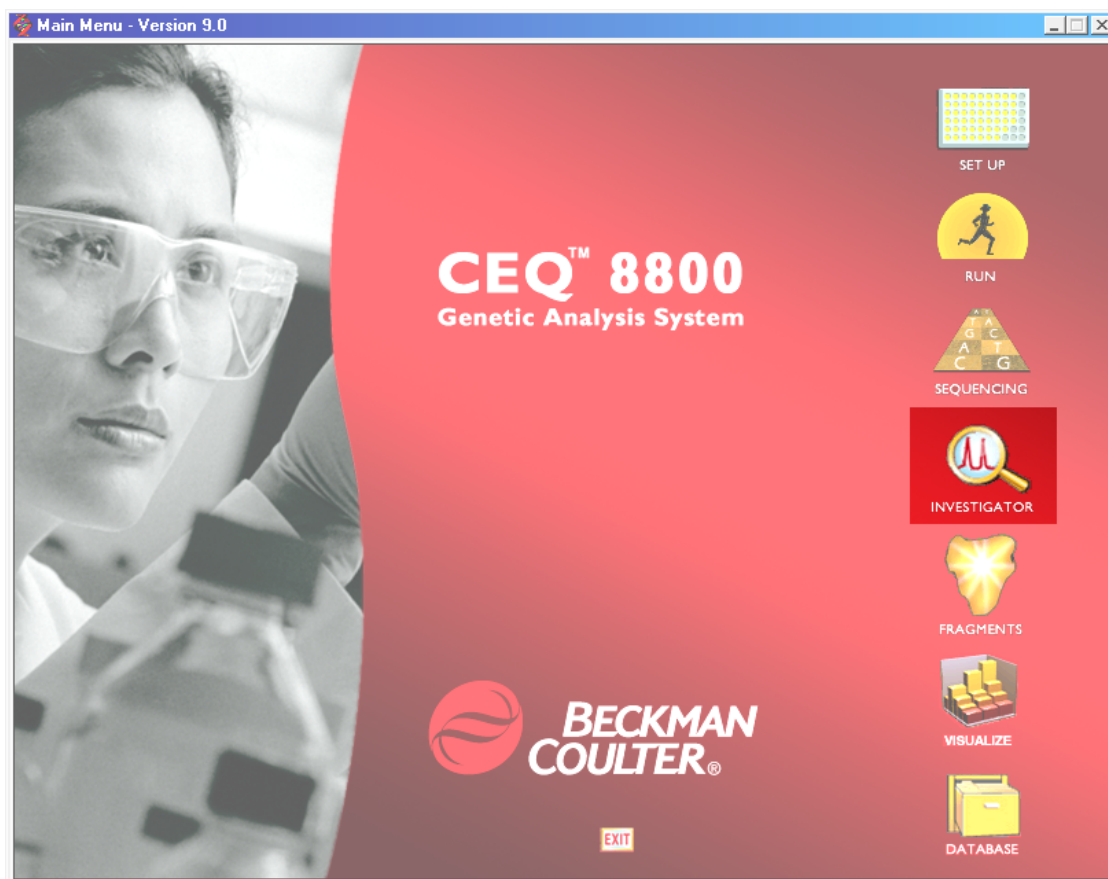 Main Menu - Version 9.0
SET UP
RUN
CEQ™ 8800
Genetic Analysis System
A T
T A
G C
A T
C G
SEQUENCING
INVESTIGATOR
FRAGMENTS
VISUALIZE
BECKMAN
COULTER®
EXIT
DATABASE